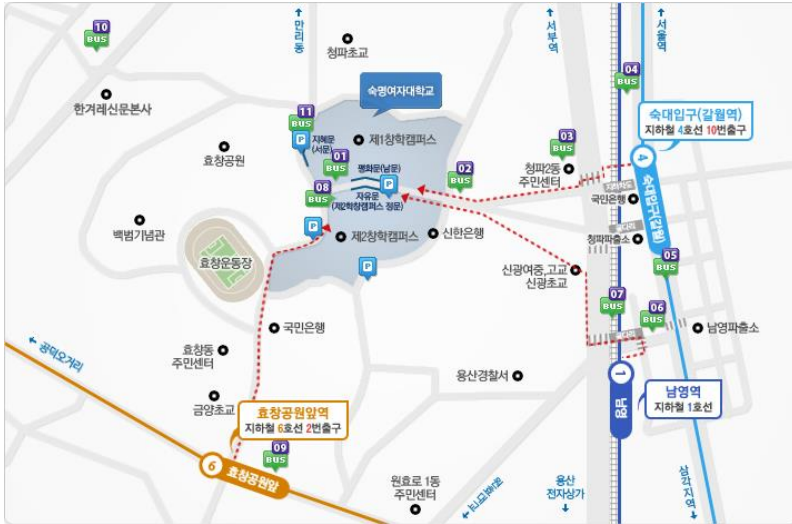 10
BUS
만리동
청파초교
서부역
서울역
04
BUS
한겨레신문본사
숙명여자대학교
11
BUS
지혜문
(서문)
제1창학캠퍼스
숙대입구(갈월역)
지하철 4호선 10번출구
효창공원
01
BUS
평화문(남문)
P
02
BUS
03
BUS
청파2동
주민센터
4
숙대입구(갈월)
지하차도
국민은행
08
BUS
자유문
(제2창학캠퍼스 정문)
P
백범기념관
P
제2창학캠퍼스
신한은행
굴다리
청파파출소
효창운동장
P
신광여중,고교
신광초교
05
BUS
07
BUS
06
BUS
공덕오거리
국민은행
굴다리
남영파출소
효창동
주민센터
용산경찰서
1
남영
남영역
지하철 1호선
금양초교
효창공원앞역
지하철 6호선 2번출구
6
효창공원앞
09
BUS
원효로 1동
주민센터
용산
전자상가
삼각지역